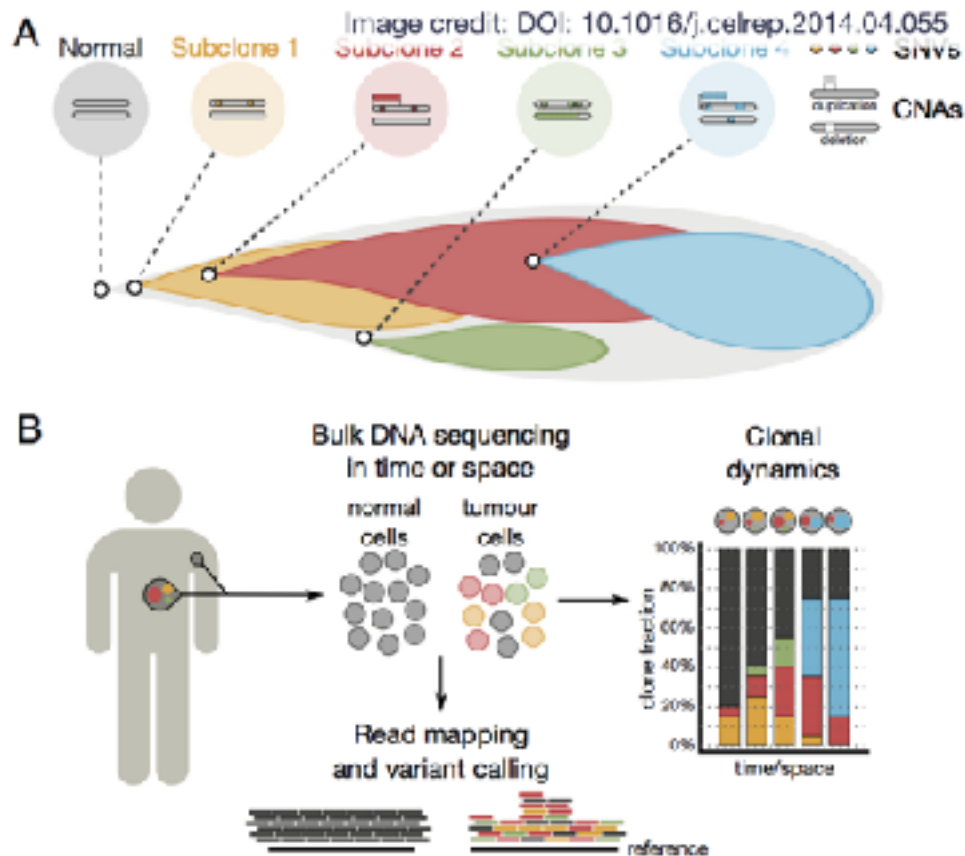 Image credit: DOI: 10.1016/j.celrep.2014.04.055
A
Normal Subclone 1 Subclone 2 Subclone 3 Subclone 4 SNVs
duplication
CNAs
deletion
B
Bulk DNA sequencing
in time or space
normal cells
tumour cells
Clonal
dynamics
100%
80%
60%
40%
20%
0%
clone fraction
time/space
Read mapping
and variant calling
reference